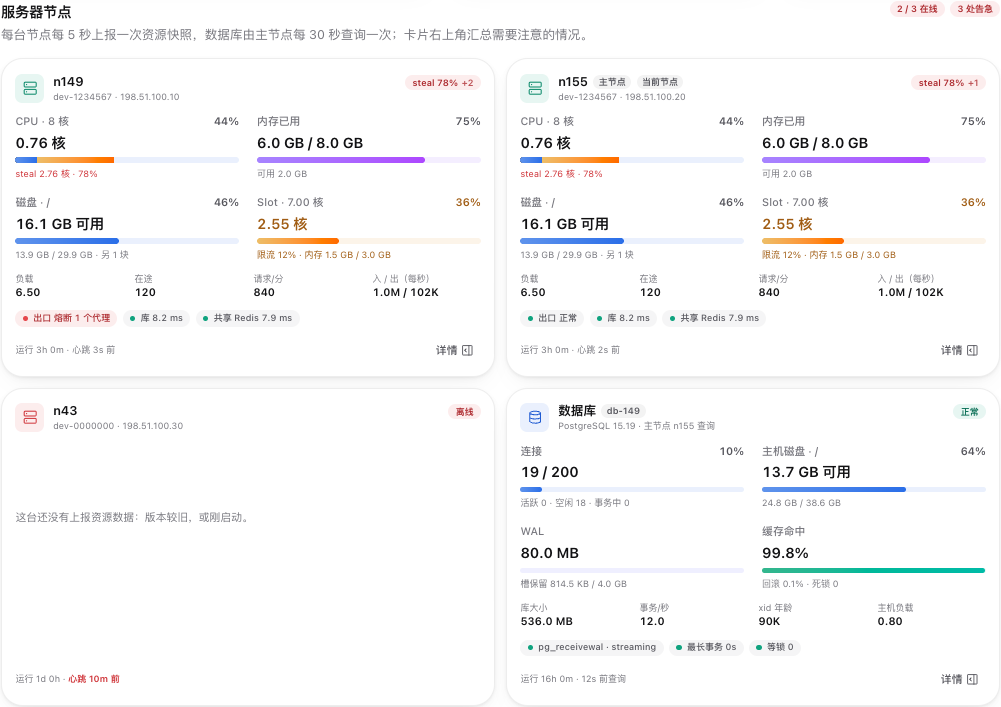 服务器节点
2 / 3 在线
3 处告急
每台节点每 5 秒上报一次资源快照，数据库由主节点每 30 秒查询一次；卡片右上角汇总需要注意的情况。
n149
steal 78% +2
dev-1234567 · 198.51.100.10
CPU · 8 核
44%
内存已用
75%
0.76 核
6.0 GB / 8.0 GB
steal 2.76 核 · 78%
可用 2.0 GB
磁盘 · /
46%
Slot · 7.00 核
36%
16.1 GB 可用
2.55 核
13.9 GB / 29.9 GB · 另 1 块
限流 12% · 内存 1.5 GB / 3.0 GB
负载
在途
请求/分
入 / 出（每秒）
6.50
120
840
1.0M / 102K
出口 熔断 1 个代理
库 8.2 ms
共享 Redis 7.9 ms
运行 3h 0m · 心跳 3s 前
详情
n155
主节点
当前节点
steal 78% +1
dev-1234567 · 198.51.100.20
CPU · 8 核
44%
内存已用
75%
0.76 核
6.0 GB / 8.0 GB
steal 2.76 核 · 78%
可用 2.0 GB
磁盘 · /
46%
Slot · 7.00 核
36%
16.1 GB 可用
2.55 核
13.9 GB / 29.9 GB · 另 1 块
限流 12% · 内存 1.5 GB / 3.0 GB
负载
在途
请求/分
入 / 出（每秒）
6.50
120
840
1.0M / 102K
出口 正常
库 8.2 ms
共享 Redis 7.9 ms
运行 3h 0m · 心跳 2s 前
详情
n43
离线
dev-0000000 · 198.51.100.30
这台还没有上报资源数据：版本较旧，或刚启动。
运行 1d 0h · 心跳 10m 前
数据库
db-149
正常
PostgreSQL 15.19 · 主节点 n155 查询
连接
10%
主机磁盘 · /
64%
19 / 200
13.7 GB 可用
活跃 0 · 空闲 18 · 事务中 0
24.8 GB / 38.6 GB
WAL
缓存命中
80.0 MB
99.8%
槽保留 814.5 KB / 4.0 GB
回滚 0.1% · 死锁 0
库大小
事务/秒
xid 年龄
主机负载
536.0 MB
12.0
90K
0.80
pg_receivewal · streaming
最长事务 0s
等锁 0
运行 16h 0m · 12s 前查询
详情